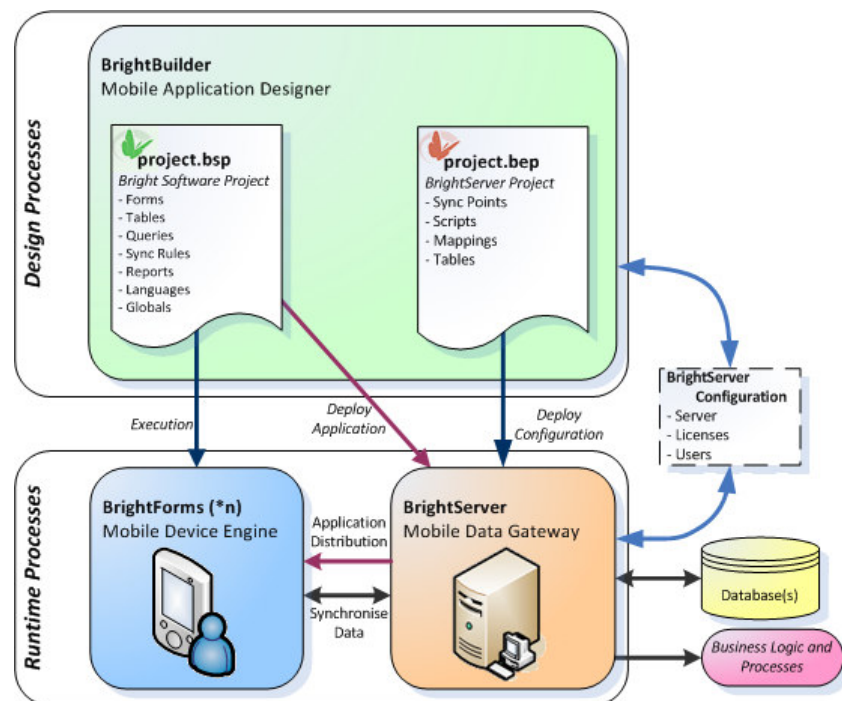 Design Processes
BrightBuilder
Mobile Application Designer
project.bsp
Bright Software Project
- Forms
- Tables
- Queries
- Sync Rules
- Reports
- Languages
- Globals
project.bep
BrightServer Project
- Sync Points
- Scripts
- Mappings
- Tables
BrightServer
Configuration
- Server
- Licenses
- Users
Execution
Deploy
Application
Deploy
Configuration
Runtime Processes
BrightForms (*n)
Mobile Device Engine
Application
Distribution
Synchronise
Data
BrightServer
Mobile Data Gateway
Database(s)
Business Logic and
Processes